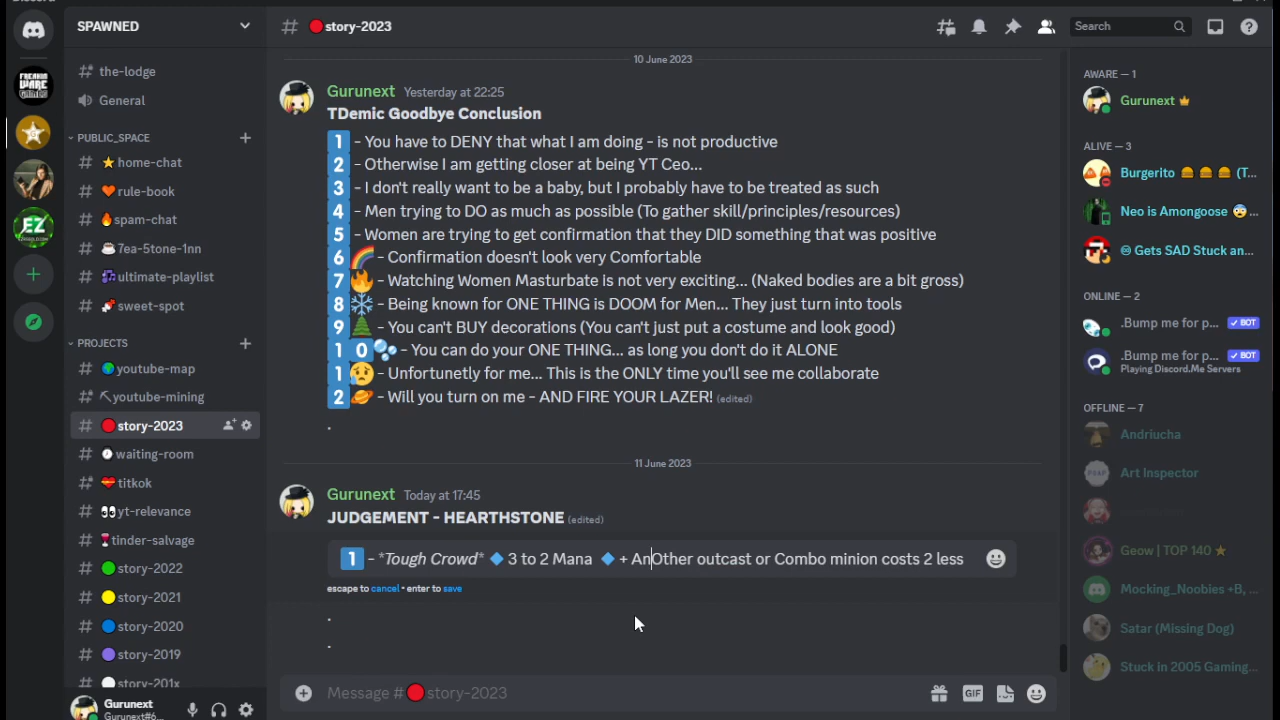 SPAWNED
story-2023
Search
the-lodge
General
PUBLIC_SPACE
home-chat
rule-book
spam-chat
7ea-5tone-1nn
ultimate-playlist
sweet-spot
PROJECTS
youtube-map
youtube-mining
story-2023
waiting-room
titkok
yt-relevance
tinder-salvage
story-2022
story-2021
story-2020
story-2019
story-201x
Gurunext
Gurunext#6...
FREAKIN WARE GAMERS
EZ
10 June 2023
Gurunext Yesterday at 22:25
TDemic Goodbye Conclusion
1 - You have to DENY that what I am doing - is not productive
2 - Otherwise I am getting closer at being YT Ceo...
3 - I don't really want to be a baby, but I probably have to be treated as such
4 - Men trying to DO as much as possible (To gather skill/principles/resources)
5 - Women are trying to get confirmation that they DID something that was positive
6 🌈 - Confirmation doesn't look very Comfortable
7 🔥 - Watching Women Masturbate is not very exciting... (Naked bodies are a bit gross)
8 ❄️ - Being known for ONE THING is DOOM for Men... They just turn into tools
9 🌲 - You can't BUY decorations (You can't just put a costume and look good)
1 0 🫧 - You can do your ONE THING... as long you don't do it ALONE
1 😥 - Unfortunetly for me... This is the ONLY time you'll see me collaborate
2 🪐 - Will you turn on me - AND FIRE YOUR LAZER! (edited)
.
11 June 2023
Gurunext Today at 17:45
JUDGEMENT - HEARTHSTONE (edited)
1 - *Tough Crowd* 🔷 3 to 2 Mana 🔷 + AnOther outcast or Combo minion costs 2 less
escape to cancel • enter to save
.
.
Message # 🔴 story-2023
GIF
AWARE — 1
Gurunext
ALIVE — 3
Burgerito 🍔 🍔 🍔 (T...
Neo is Amongoose 😨 ...
♾ Gets SAD Stuck an...
ONLINE — 2
.Bump me for p... ✓ BOT
.Bump me for p... ✓ BOT
Playing Discord.Me Servers
OFFLINE — 7
Andriucha
Art Inspector
Geow | TOP 140 ★
Mocking_Noobies +B, ...
Satar (Missing Dog)
Stuck in 2005 Gaming...